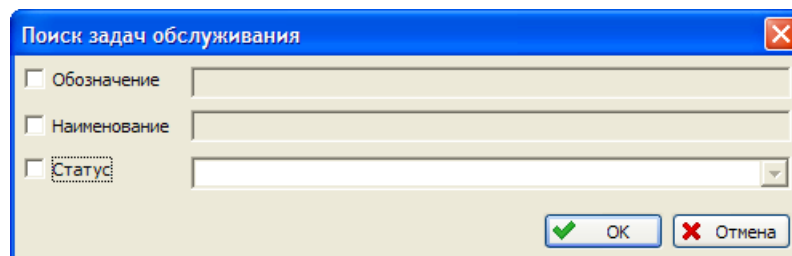 Поиск задач обслуживания
Обозначение
Наименование
Статус
OK Отмена